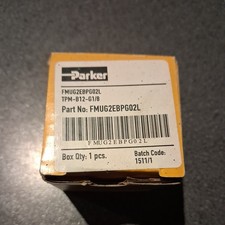 Parker
FMUG2EBPG02L
TPM-812-G1/8
Part No: FMUG2EBPG02L
FMUG2EBPG02L
Box Qty: 1 pcs.
Batch Code:
1511/1